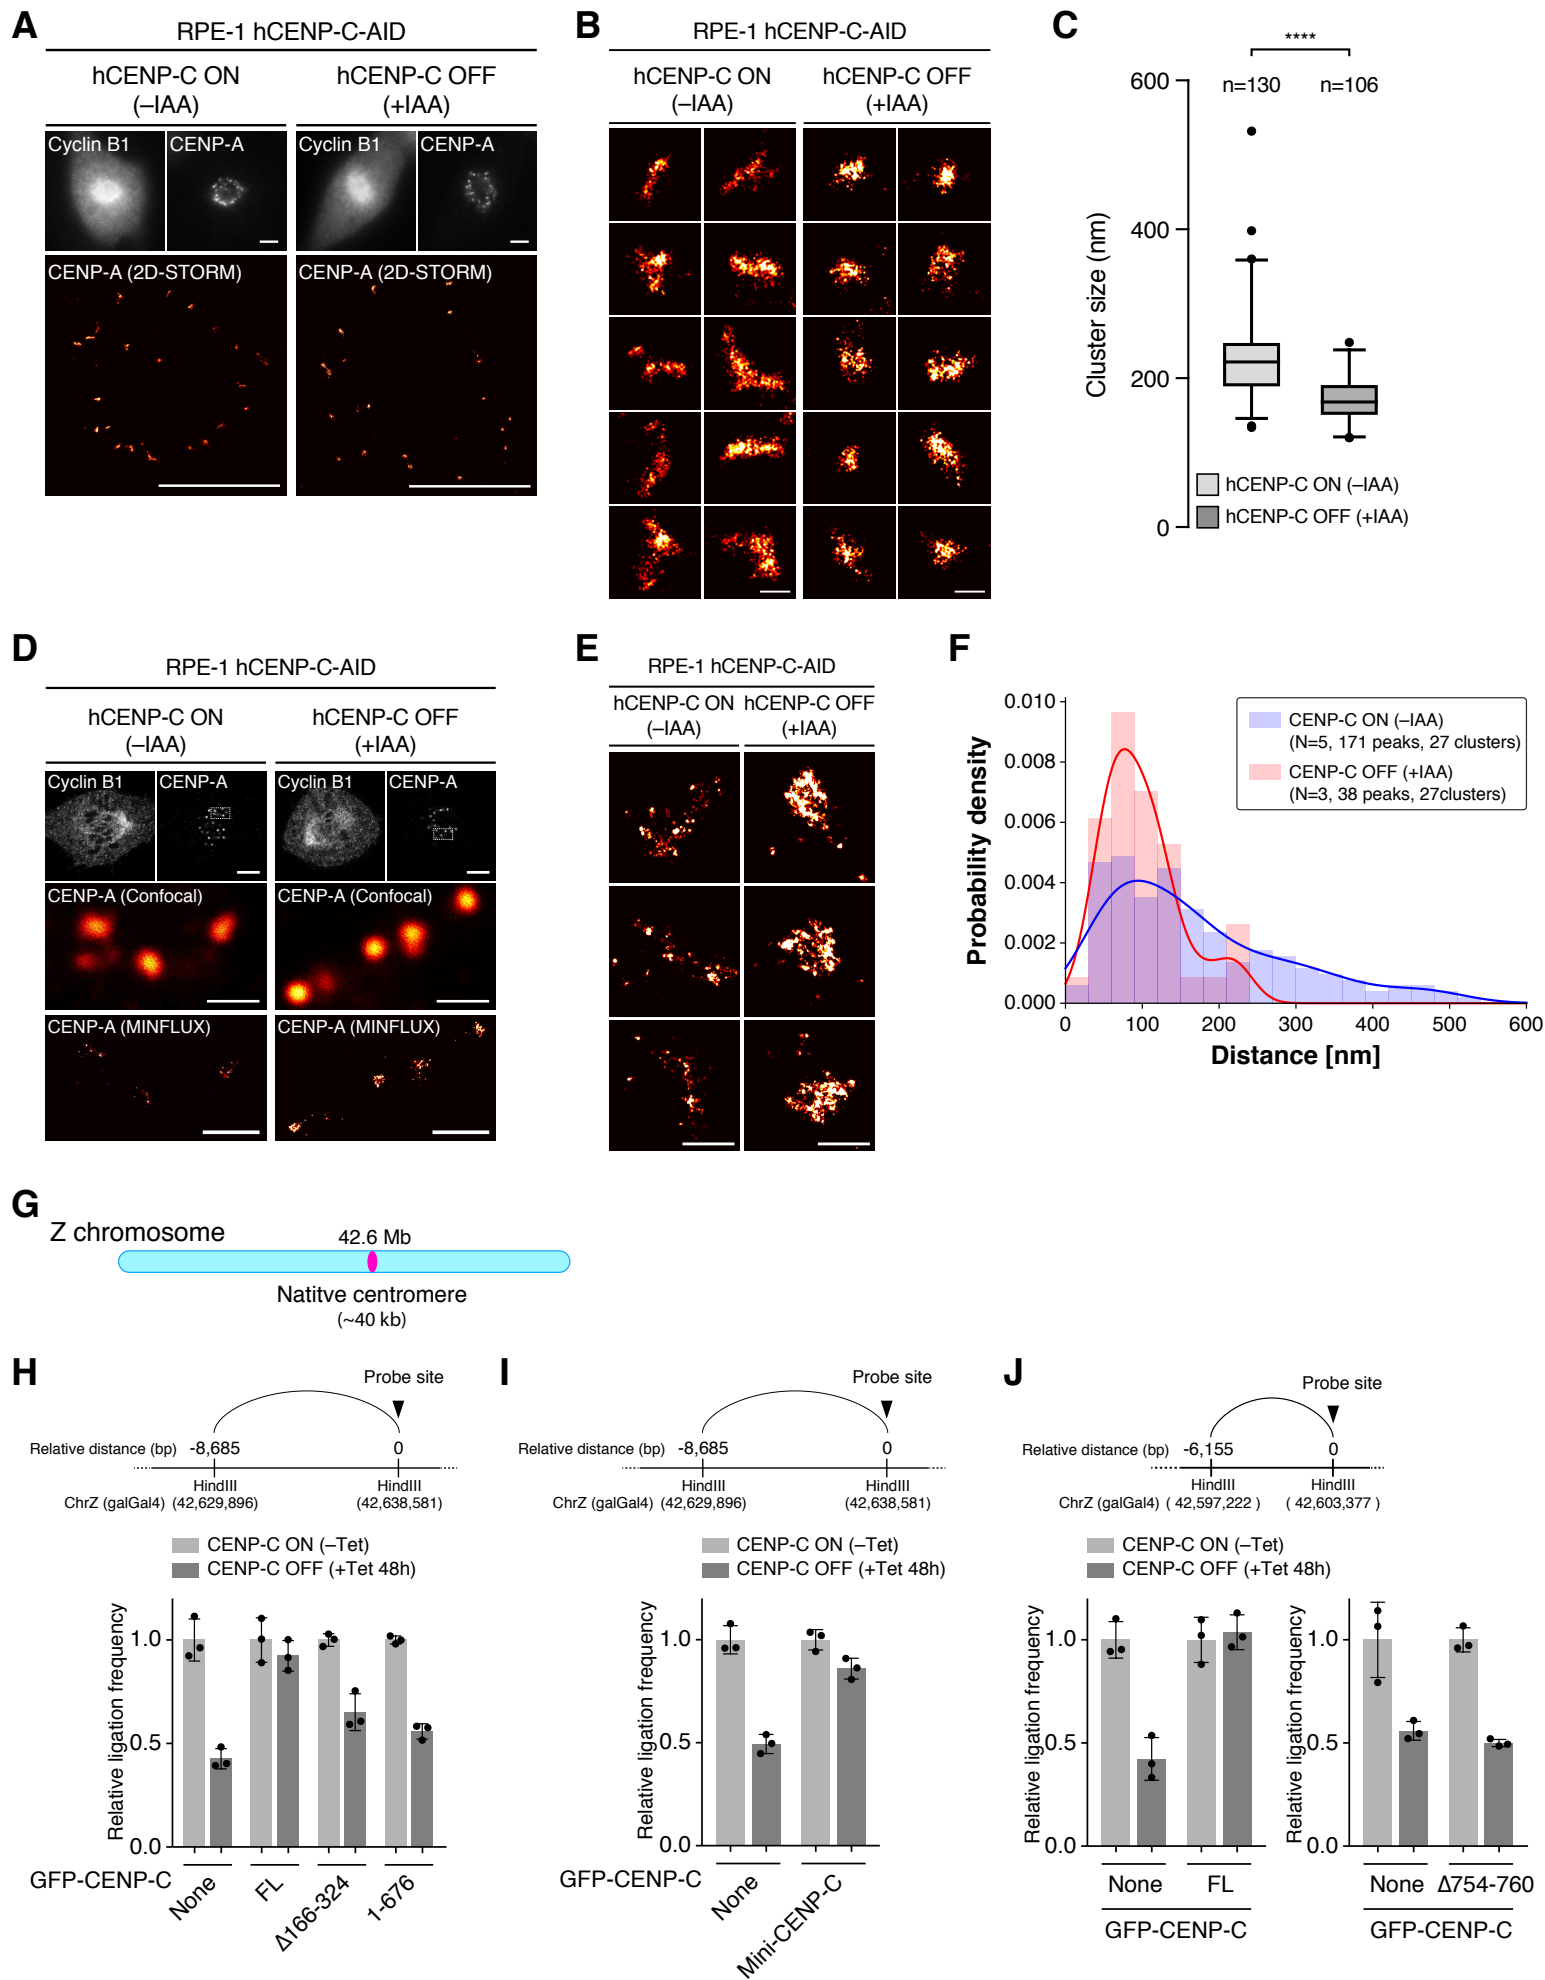 A
RPE-1 hCENP-C-AID
hCENP-C ON
(–IAA)
hCENP-C OFF
(+IAA)
Cyclin B1
CENP-A
Cyclin B1
CENP-A
CENP-A (2D-STORM)
CENP-A (2D-STORM)
B
RPE-1 hCENP-C-AID
hCENP-C ON
(–IAA)
hCENP-C OFF
(+IAA)
C
****
n=130
n=106
600
400
200
0
Cluster size (nm)
hCENP-C ON (–IAA)
hCENP-C OFF (+IAA)
D
RPE-1 hCENP-C-AID
hCENP-C ON
(–IAA)
hCENP-C OFF
(+IAA)
Cyclin B1
CENP-A
Cyclin B1
CENP-A
CENP-A (Confocal)
CENP-A (Confocal)
CENP-A (MINFLUX)
CENP-A (MINFLUX)
E
RPE-1 hCENP-C-AID
hCENP-C ON
(–IAA)
hCENP-C OFF
(+IAA)
F
0.010
0.008
0.006
0.004
0.002
0.000
Probability density
CENP-C ON (–IAA)
(N=5, 171 peaks, 27 clusters)
CENP-C OFF (+IAA)
(N=3, 38 peaks, 27clusters)
0 100 200 300 400 500 600
Distance [nm]
G
Z chromosome
42.6 Mb
Natitve centromere
(~40 kb)
H
Probe site
Relative distance (bp) -8,685 0
HindIII HindIII
ChrZ (galGal4) (42,629,896) (42,638,581)
CENP-C ON (–Tet)
CENP-C OFF (+Tet 48h)
Relative ligation frequency
1.0
0.5
0.0
GFP-CENP-C
None
FL
Δ166-324
1-676
I
Probe site
Relative distance (bp) -8,685 0
HindIII HindIII
ChrZ (galGal4) (42,629,896) (42,638,581)
CENP-C ON (–Tet)
CENP-C OFF (+Tet 48h)
Relative ligation frequency
1.0
0.5
0.0
GFP-CENP-C
None
Mini-CENP-C
J
Probe site
Relative distance (bp) -6,155 0
HindIII HindIII
ChrZ (galGal4) ( 42,597,222 ) ( 42,603,377 )
CENP-C ON (–Tet)
CENP-C OFF (+Tet 48h)
Relative ligation frequency
1.0
0.5
0.0
None FL
GFP-CENP-C
Relative ligation frequency
1.0
0.5
0.0
None Δ754-760
GFP-CENP-C